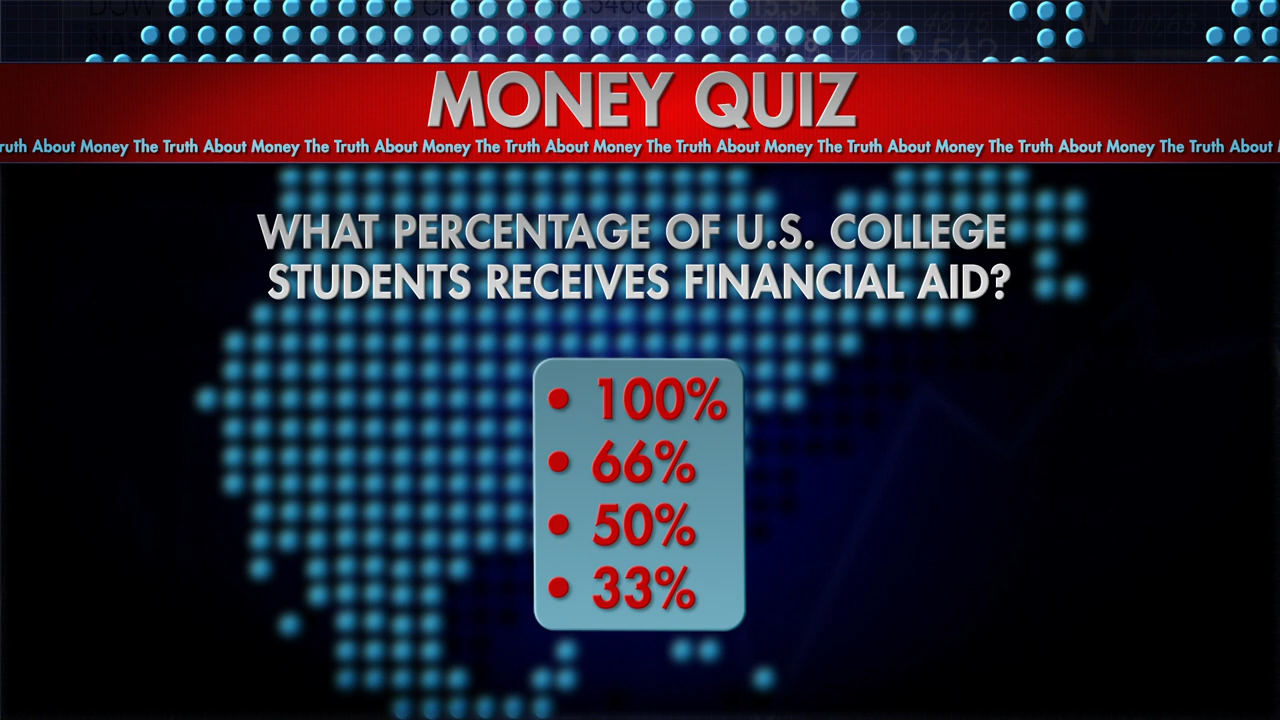 MONEY QUIZ
ruth About Money The Truth About Money The Truth About Money The Truth About Money The Truth About Money The Truth About Money The Truth About Money The Truth About
WHAT PERCENTAGE OF U.S. COLLEGE
STUDENTS RECEIVES FINANCIAL AID?
• 100%
• 66%
• 50%
• 33%